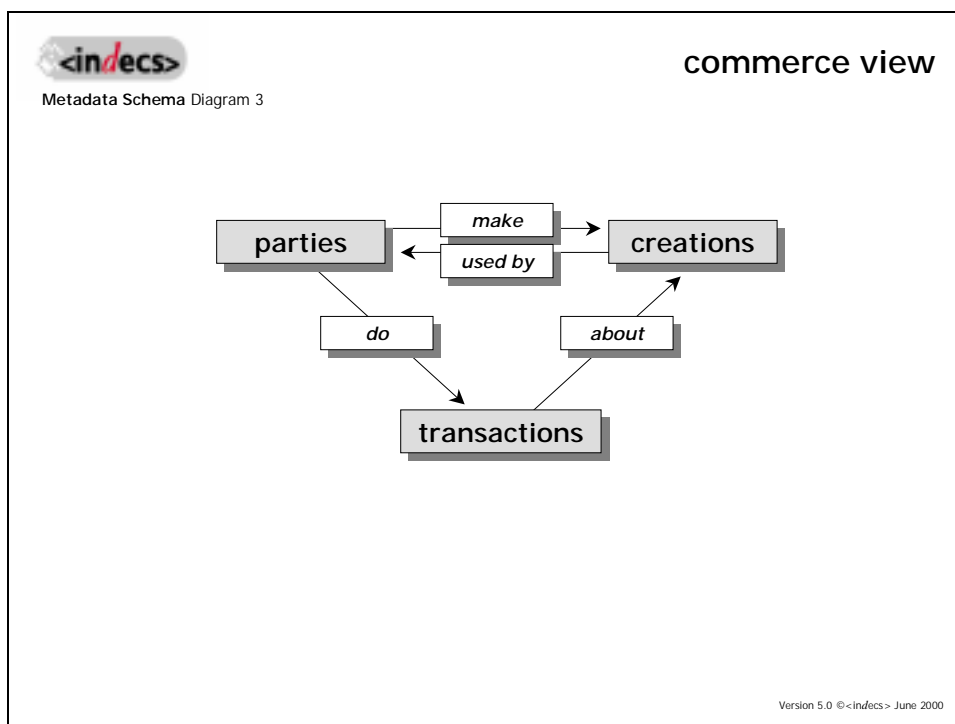 <indecs>
commerce view
Metadata Schema Diagram 3
make
parties
creations
used by
do
about
transactions
Version 5.0 ©<indecs> June 2000